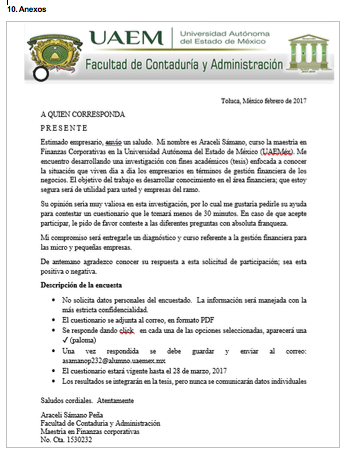 10. Anexos
UAEM
Universidad Autónoma
del Estado de México
Facultad de Contaduría y Administración
Toluca, México febrero de 2017
A QUIEN CORRESPONDA
P R E S E N T E
Estimado empresario, envío un saludo. Mi nombre es Araceli Sámano, curso la maestría en
Finanzas Corporativas en la Universidad Autónoma del Estado de México (UAEMéx). Me
encuentro desarrollando una investigación con fines académicos (tesis) enfocada a conocer
la situación que viven día a día los empresarios en términos de gestión financiera de los
negocios. El objetivo del trabajo es desarrollar conocimiento en el área financiera; que estoy
segura será de utilidad para usted y empresas del ramo.
Su opinión sería muy valiosa en esta investigación, por lo cual me gustaría pedirle su ayuda
para contestar un cuestionario que le tomará menos de 30 minutos. En caso de que acepte
participar, le pido de favor conteste a las diferentes preguntas con absoluta franqueza.
Mi compromiso será entregarle un diagnóstico y curso referente a la gestión financiera para
las micro y pequeñas empresas.
De antemano agradezco conocer su respuesta a esta solicitud de participación; sea esta
positiva o negativa.
Descripción de la encuesta
• No solicita datos personales del encuestado. La información será manejada con la
más estricta confidencialidad.
• El cuestionario se adjunta al correo, en formato PDF
• Se responde dando click en cada una de las opciones seleccionadas, aparecerá una
✓ (paloma)
• Una vez respondida se debe guardar y enviar al correo:
asamanop232@alumno.uaemex.mx
• El cuestionario estará vigente hasta el 28 de marzo, 2017
• Los resultados se integrarán en la tesis, pero nunca se comunicarán datos individuales
Saludos cordiales. Atentamente
Araceli Sámano Peña
Facultad de Contaduría y Administración
Maestría en Finanzas corporativas
No. Cta. 1530232